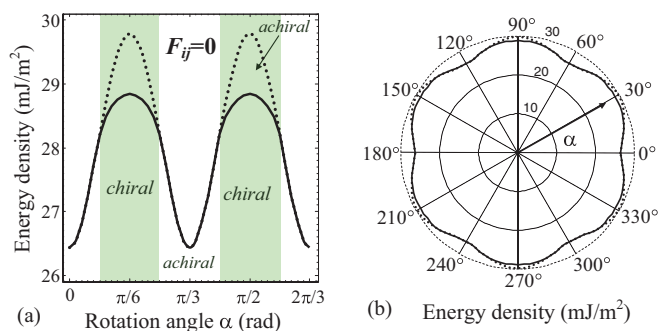 30
29
28
27
26
Energy density (mJ/m²)
F_ij=0
achiral
chiral
chiral
achiral
0
π/6
π/3
π/2
2π/3
(a)
Rotation angle α (rad)
90°
120°
60°
30
150°
20
30°
10
α
180°
0°
210°
330°
240°
300°
270°
(b)
Energy density (mJ/m²)